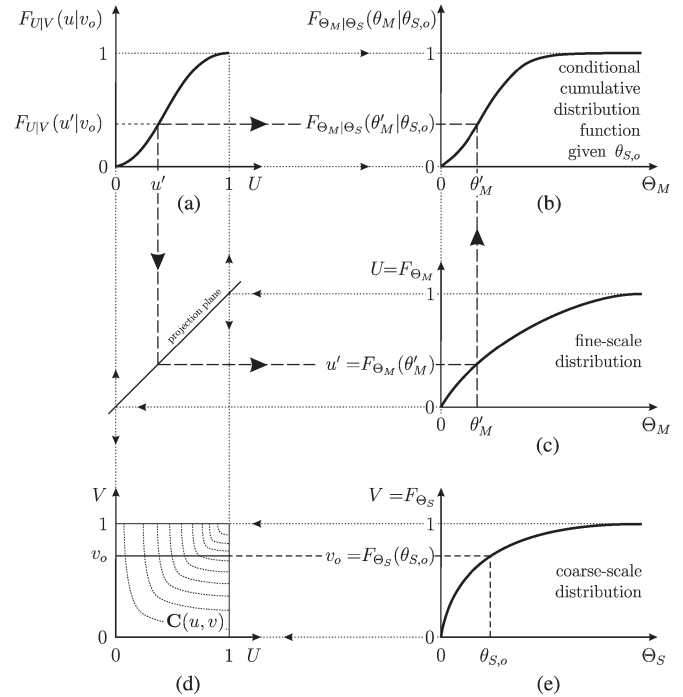 F_{U|V}(u|v_o)
1
F_{U|V}(u'|v_o)
0
0
u'
1
U
(a)
F_{Θ_M|Θ_S}(θ_M|θ_{S,o})
1
conditional
cumulative
distribution
function
given θ_{S,o}
F_{Θ_M|Θ_S}(θ'_M|θ_{S,o})
0
0
θ'_M
Θ_M
(b)
projection plane
U=F_{Θ_M}
1
fine-scale
distribution
u'=F_{Θ_M}(θ'_M)
0
0
θ'_M
Θ_M
(c)
V
1
v_o
C(u, v)
0
0
1
U
(d)
V=F_{Θ_S}
1
v_o=F_{Θ_S}(θ_{S,o})
coarse-scale
distribution
0
0
θ_{S,o}
Θ_S
(e)